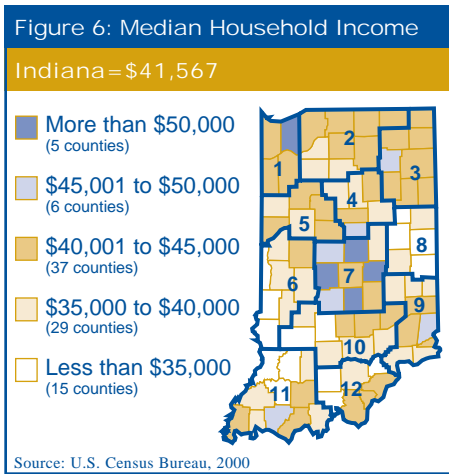 Figure 6: Median Household Income
Indiana=$41,567
More than $50,000
(5 counties)
$45,001 to $50,000
(6 counties)
$40,001 to $45,000
(37 counties)
$35,000 to $40,000
(29 counties)
Less than $35,000
(15 counties)
1
2
3
4
5
6
7
8
9
10
11
12
Source: U.S. Census Bureau, 2000